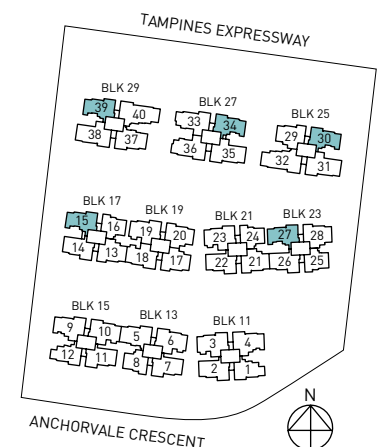 TAMPINES EXPRESSWAY
BLK 29
BLK 27
BLK 25
39 40
38 37
33 34
36 35
29 30
32 31
BLK 17
BLK 19
BLK 21
BLK 23
15 16
14 13
19 20
18 17
23 24
22 21
27 28
26 25
BLK 15
BLK 13
BLK 11
9 10
12 11
5 6
8 7
3 4
2 1
ANCHORVALE CRESCENT
N